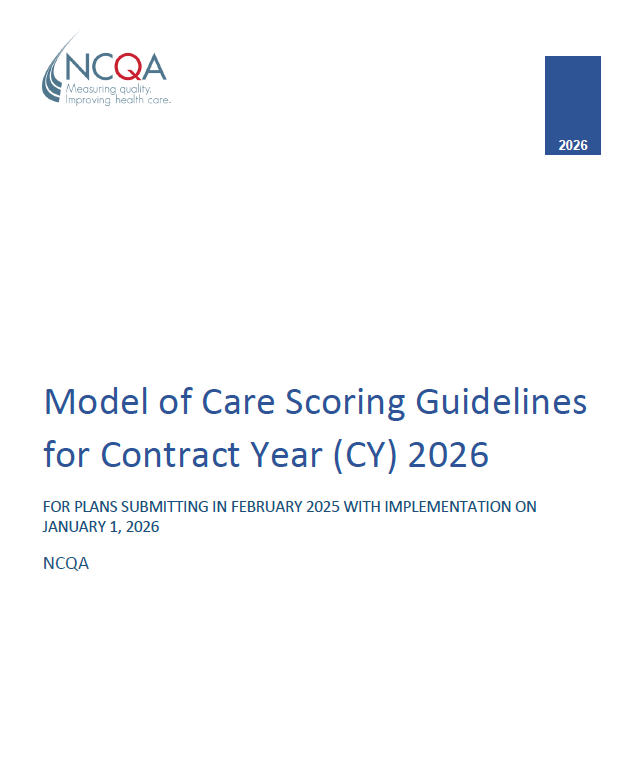 NCQA
Measuring quality.
Improving health care.
2026
Model of Care Scoring Guidelines
for Contract Year (CY) 2026
FOR PLANS SUBMITTING IN FEBRUARY 2025 WITH IMPLEMENTATION ON
JANUARY 1, 2026
NCQA